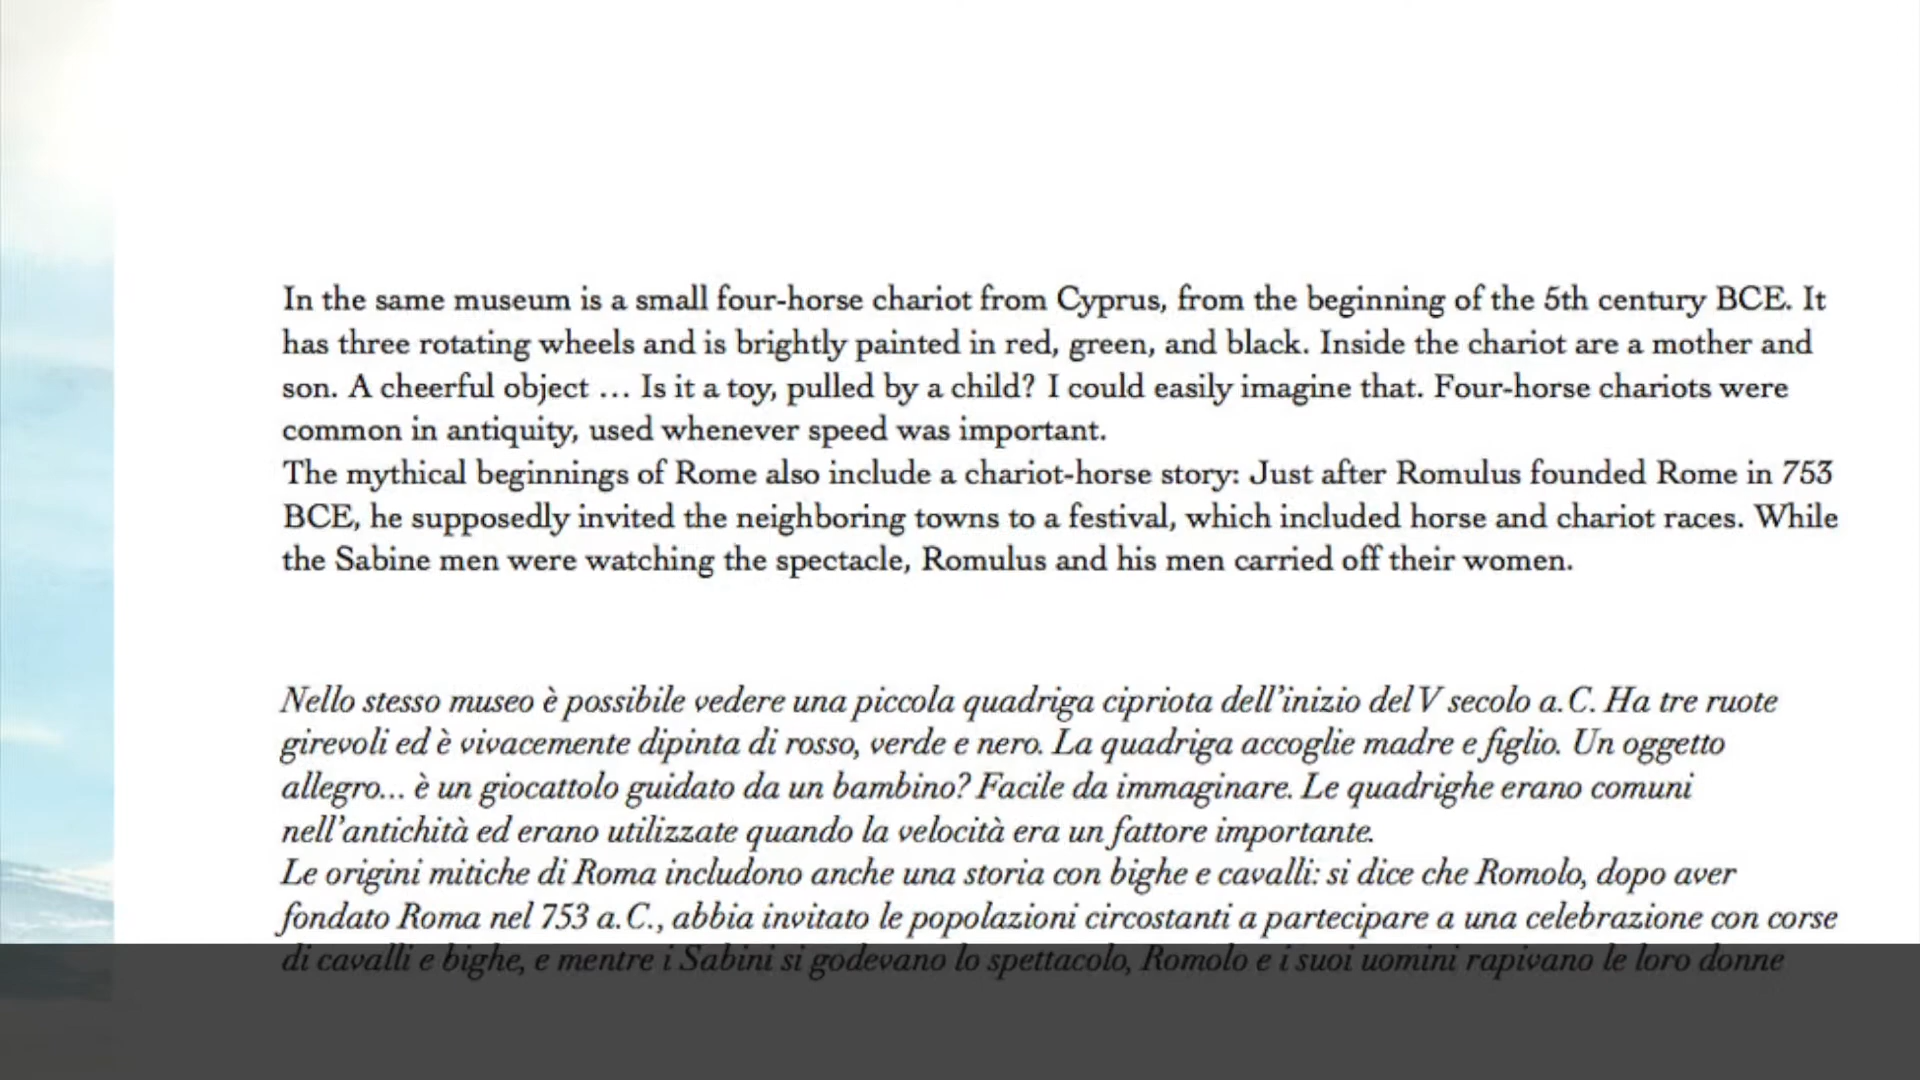 In the same museum is a small four-horse chariot from Cyprus, from the beginning of the 5th century BCE. It
has three rotating wheels and is brightly painted in red, green, and black. Inside the chariot are a mother and
son. A cheerful object … Is it a toy, pulled by a child? I could easily imagine that. Four-horse chariots were
common in antiquity, used whenever speed was important.
The mythical beginnings of Rome also include a chariot-horse story: Just after Romulus founded Rome in 753
BCE, he supposedly invited the neighboring towns to a festival, which included horse and chariot races. While
the Sabine men were watching the spectacle, Romulus and his men carried off their women.
Nello stesso museo è possibile vedere una piccola quadriga cipriota dell’inizio del V secolo a.C. Ha tre ruote
girevoli ed è vivacemente dipinta di rosso, verde e nero. La quadriga accoglie madre e figlio. Un oggetto
allegro... è un giocattolo guidato da un bambino? Facile da immaginare. Le quadrighe erano comuni
nell’antichità ed erano utilizzate quando la velocità era un fattore importante.
Le origini mitiche di Roma includono anche una storia con bighe e cavalli: si dice che Romolo, dopo aver
fondato Roma nel 753 a.C., abbia invitato le popolazioni circostanti a partecipare a una celebrazione con corse
di cavalli e bighe, e mentre i Sabini si godevano lo spettacolo, Romolo e i suoi uomini rapivano le loro donne